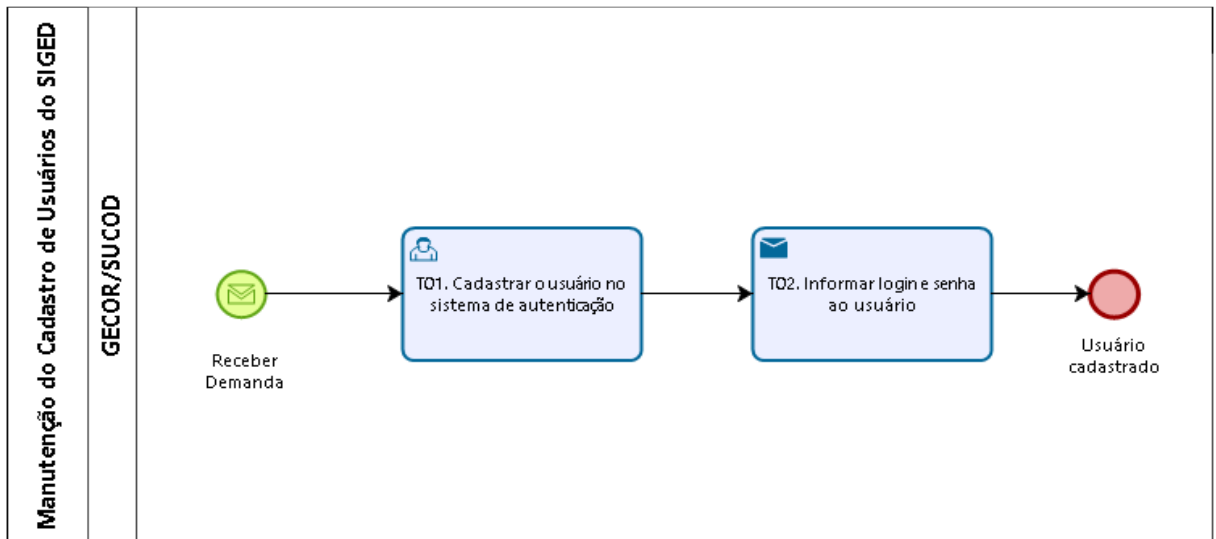 Manutenção do Cadastro de Usuários do SIGED
GECOR/SUCOD
Receber
Demanda
T01. Cadastrar o usuário no
sistema de autenticação
T02. Informar login e senha
ao usuário
Usuário
cadastrado